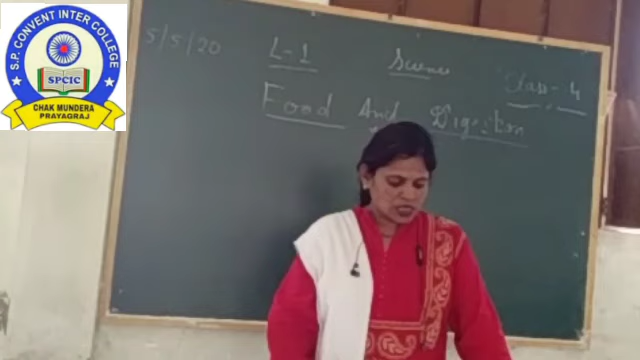 S.P. CONVENT INTER COLLEGE
SPCIC
CHAK MUNDERA
PRAYAGRAJ
5/5/20
L-1
Science
Class - 4
Food And Digestion